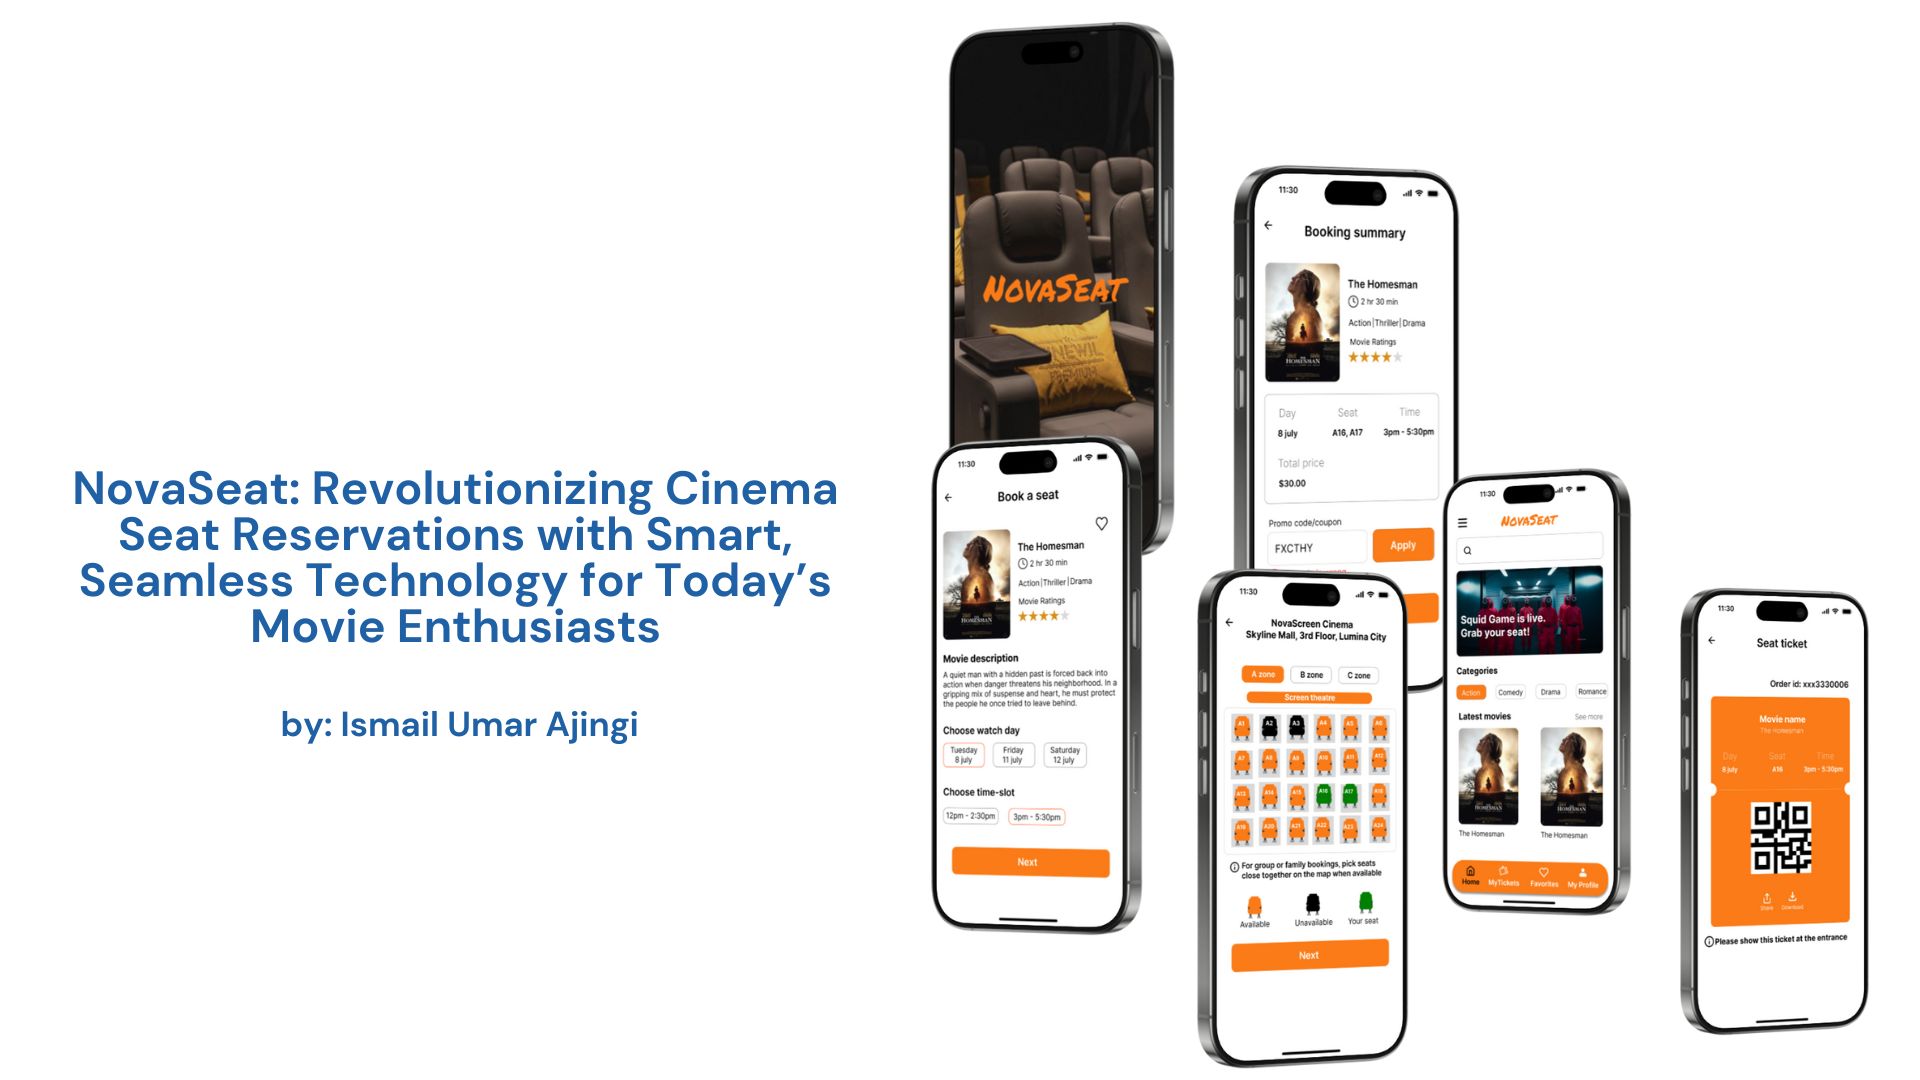 NovaSeat: Revolutionizing Cinema
Seat Reservations with Smart,
Seamless Technology for Today's
Movie Enthusiasts
by: Ismail Umar Ajingi
NOVASEAT
PREMIUM
11:30
Booking summary
The Homesman
2 hr 30 min
Action|Thriller|Drama
Movie Ratings
THE HOMESMAN
Day Seat Time
8 july A16, A17 3pm - 5:30pm
Total price
$30.00
Promo code/coupon
FXCTHY Apply
11:30
Book a seat
The Homesman
2 hr 30 min
Action|Thriller|Drama
Movie Ratings
THE HOMESMAN
Movie description
A quiet man with a hidden past is forced back into
action when danger threatens his neighborhood. In a
gripping mix of suspense and heart, he must protect
the people he once tried to leave behind.
Choose watch day
Tuesday Friday Saturday
8 july 11 july 12 july
Choose time-slot
12pm - 2:30pm 3pm - 5:30pm
Next
11:30
NovaScreen Cinema
Skyline Mall, 3rd Floor, Lumina City
A zone B zone C zone
Screen theatre
A1 A2 A3 A4 A5 A6
A7 A8 A9 A10 A11 A12
A13 A14 A15 A16 A17 A18
A19 A20 A21 A22 A23 A24
For group or family bookings, pick seats
close together on the map when available
Available Unavailable Your seat
Next
11:30
NOVASEAT
Squid Game is live.
Grab your seat!
Categories
Action Comedy Drama Romance
Latest movies See more
HOMESMAN HOMESMAN
The Homesman The Homesman
Home MyTickets Favorites My Profile
11:30
Seat ticket
Order id: xxx3330006
Movie name
The Homesman
Day Seat Time
8 july A16 3pm - 5:30pm
Share Download
Please show this ticket at the entrance